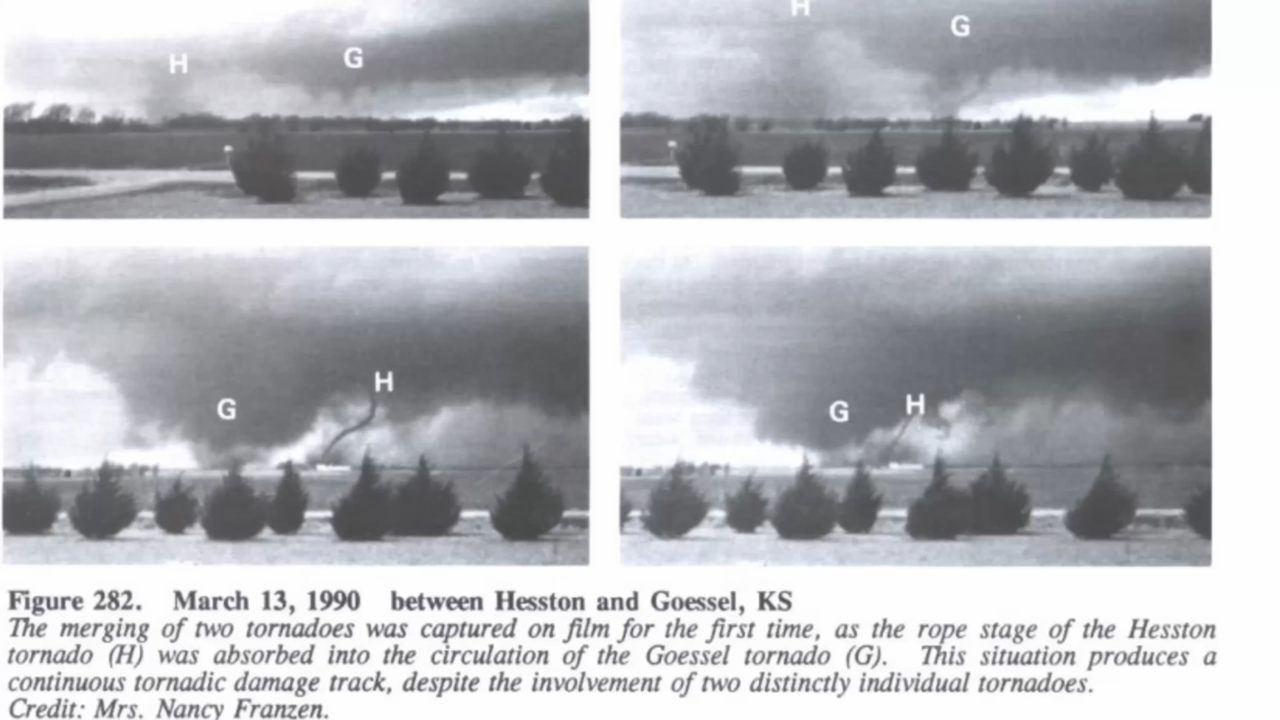 H
G
H
G
G
H
G
H
Figure 282. March 13, 1990 between Hesston and Goessel, KS
The merging of two tornadoes was captured on film for the first time, as the rope stage of the Hesston
tornado (H) was absorbed into the circulation of the Goessel tornado (G). This situation produces a
continuous tornadic damage track, despite the involvement of two distinctly individual tornadoes.
Credit: Mrs. Nancy Franzen.